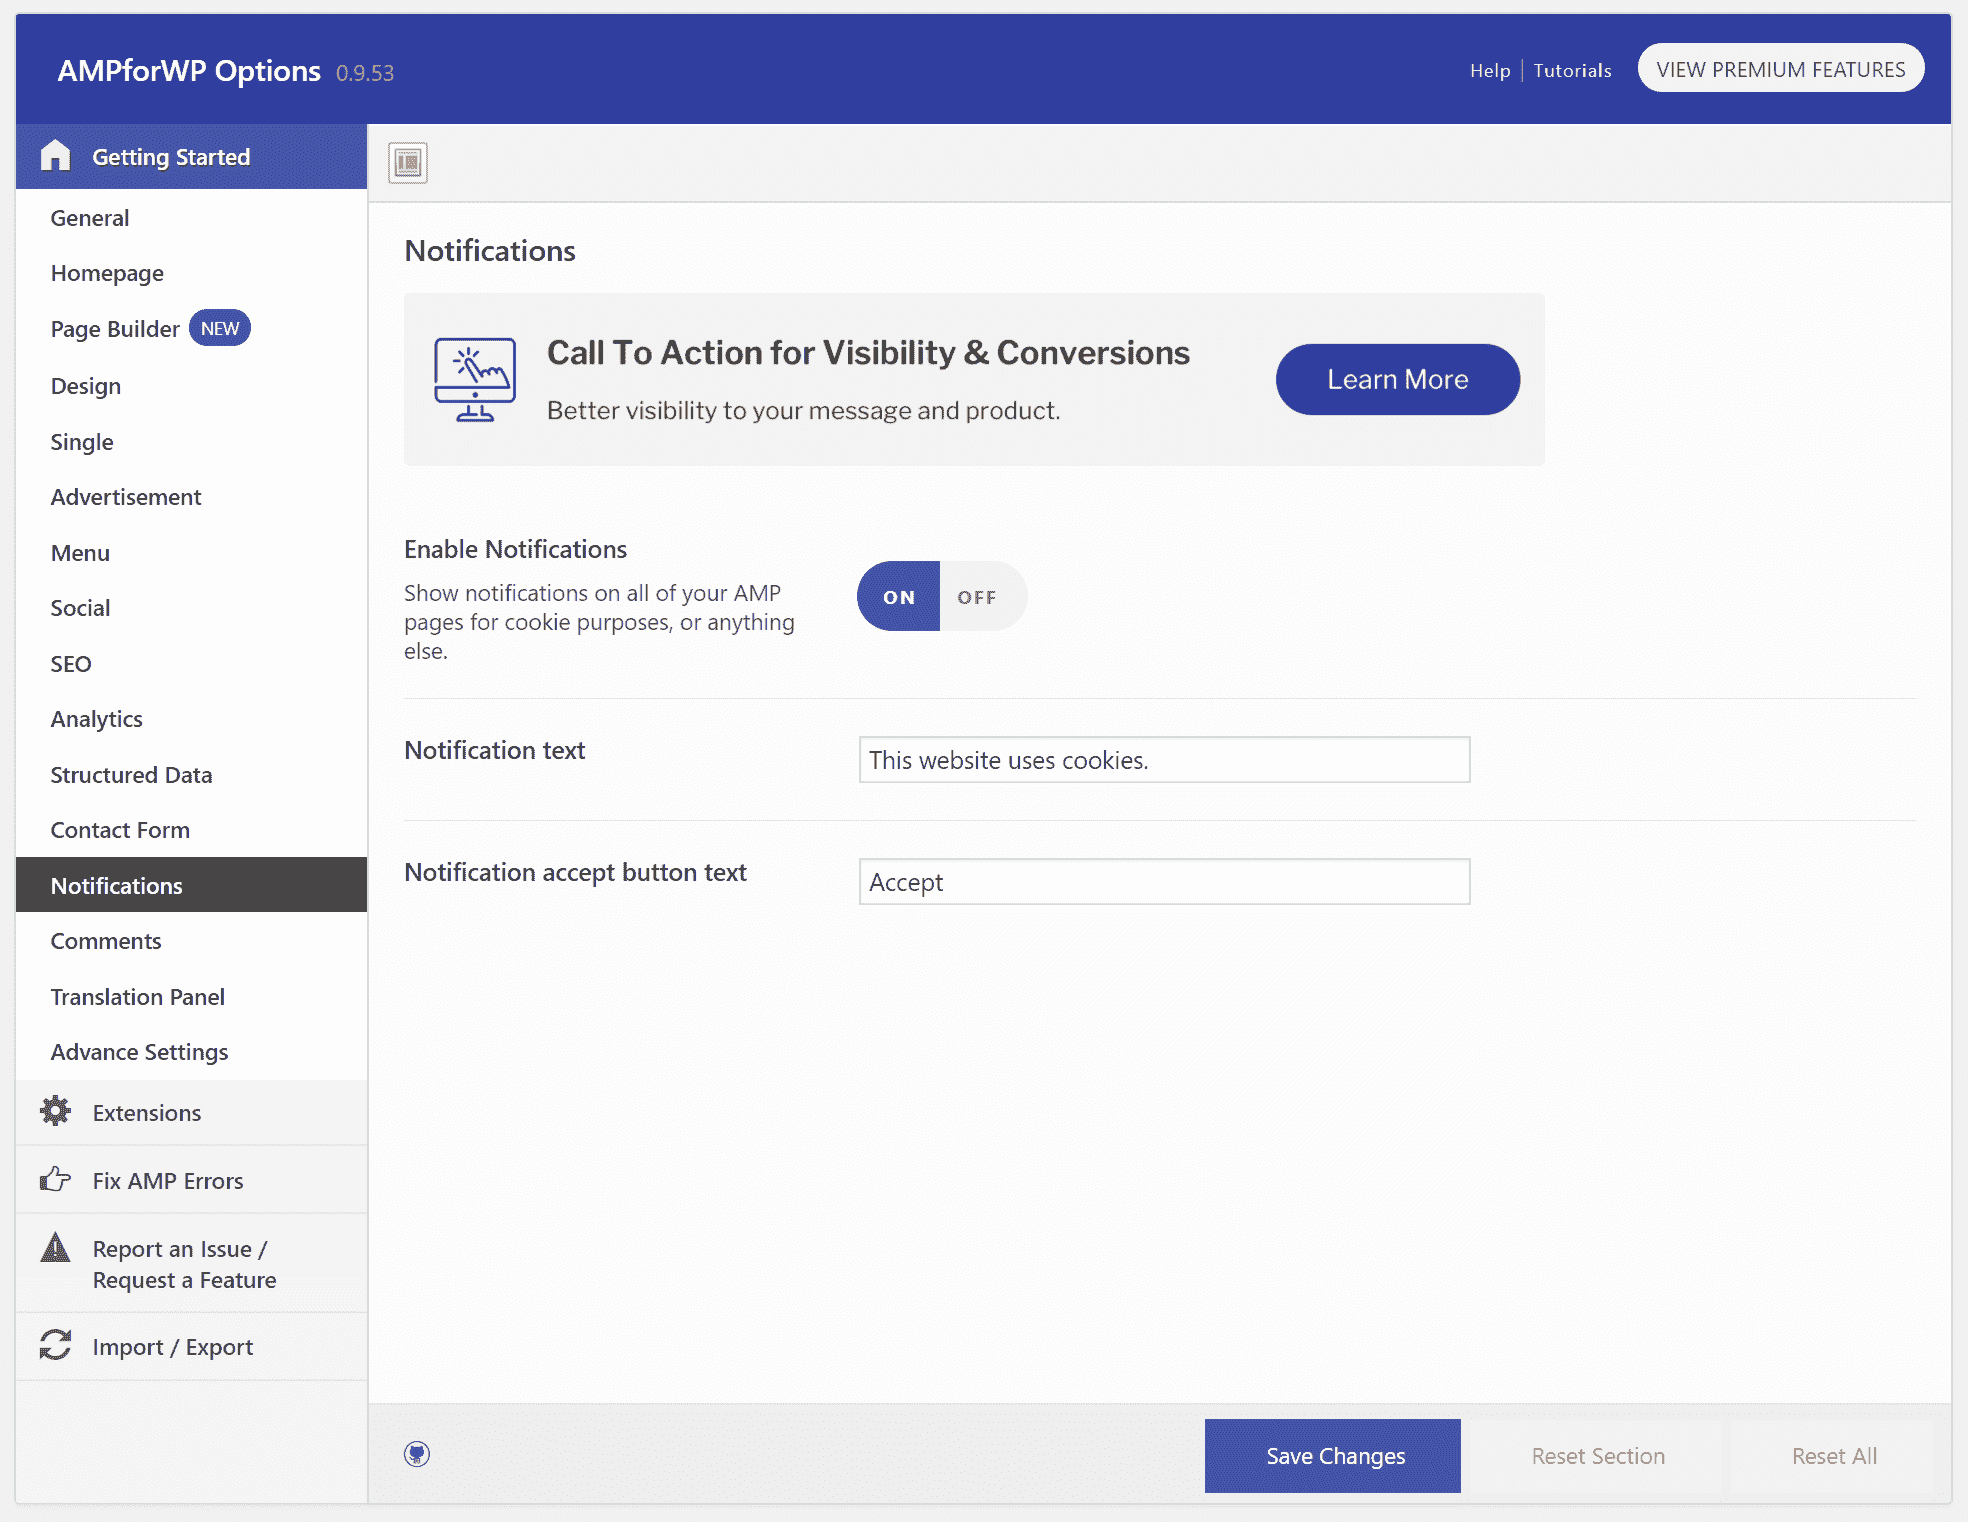 AMPforWP Options 0.9.53
Help
Tutorials
VIEW PREMIUM FEATURES
Getting Started
General
Homepage
Page Builder NEW
Design
Single
Advertisement
Menu
Social
SEO
Analytics
Structured Data
Contact Form
Notifications
Comments
Translation Panel
Advance Settings
Extensions
Fix AMP Errors
Report an Issue /
Request a Feature
Import / Export
Notifications
Call To Action for Visibility & Conversions
Better visibility to your message and product.
Learn More
Enable Notifications
Show notifications on all of your AMP
pages for cookie purposes, or anything
else.
ON OFF
Notification text
This website uses cookies.
Notification accept button text
Accept
Save Changes
Reset Section
Reset All